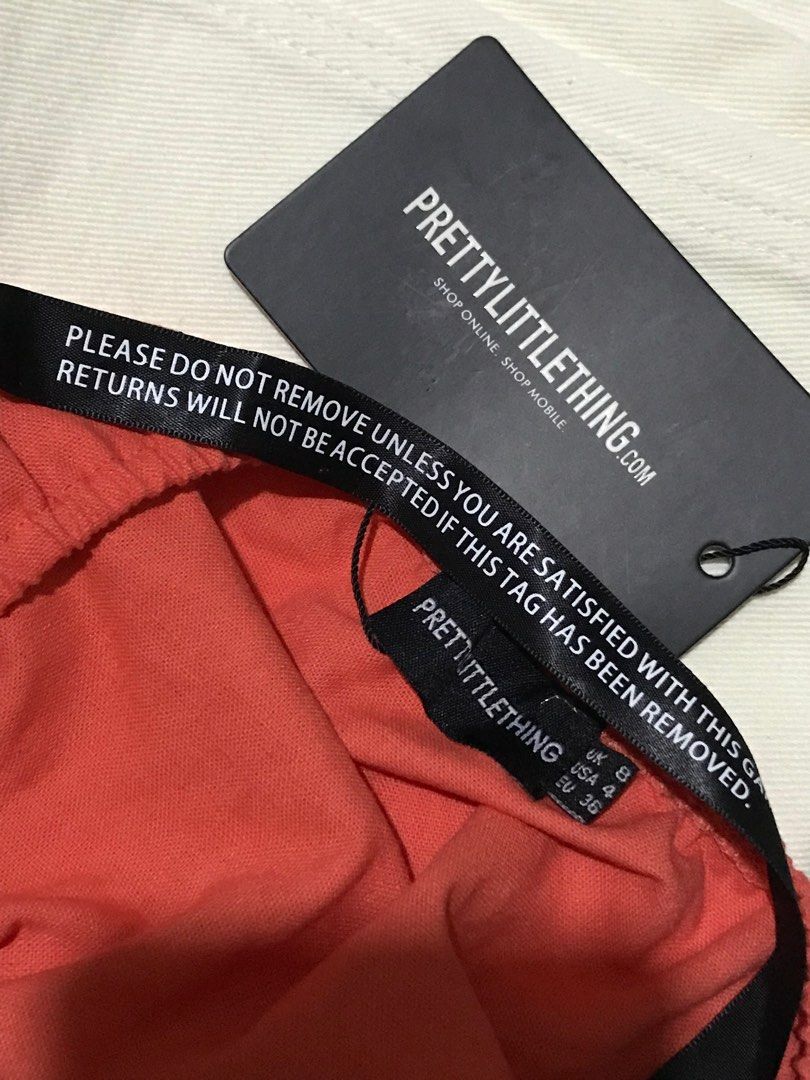 PRETTYLITTLETHING.COM
SHOP ONLINE. SHOP MOBILE.
PLEASE DO NOT REMOVE UNLESS YOU ARE SATISFIED WITH THIS
RETURNS WILL NOT BE ACCEPTED IF THIS TAG HAS BEEN REMOVED.
PRETTYLITTLETHING
UK 8
USA 4
EU 36